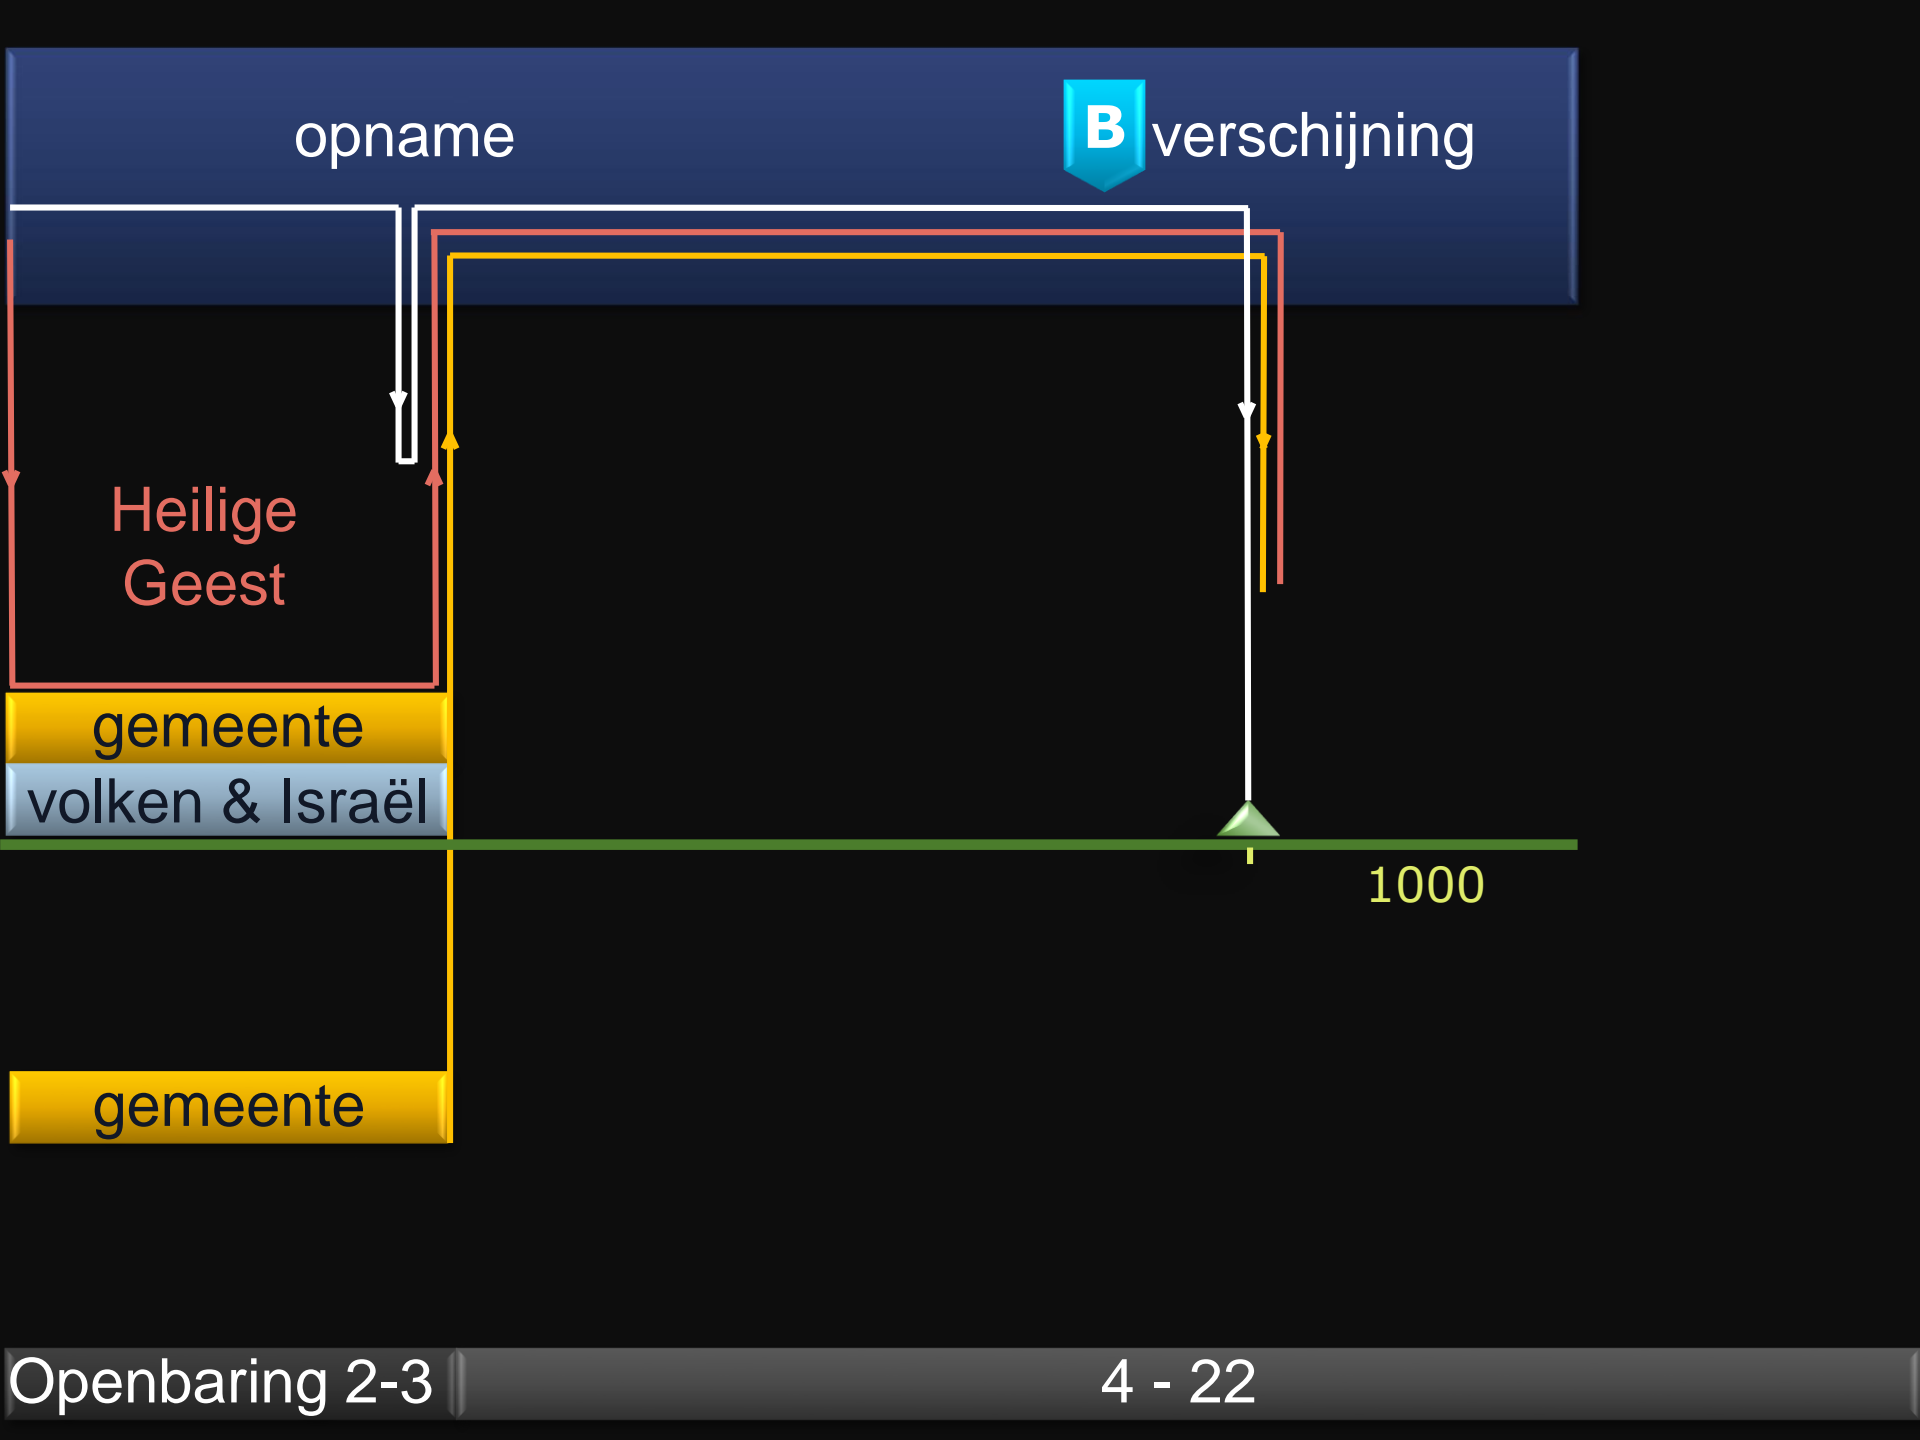 opname
B verschijning
Heilige
Geest
gemeente
volken & Israël
1000
gemeente
Openbaring 2-3
4 - 22